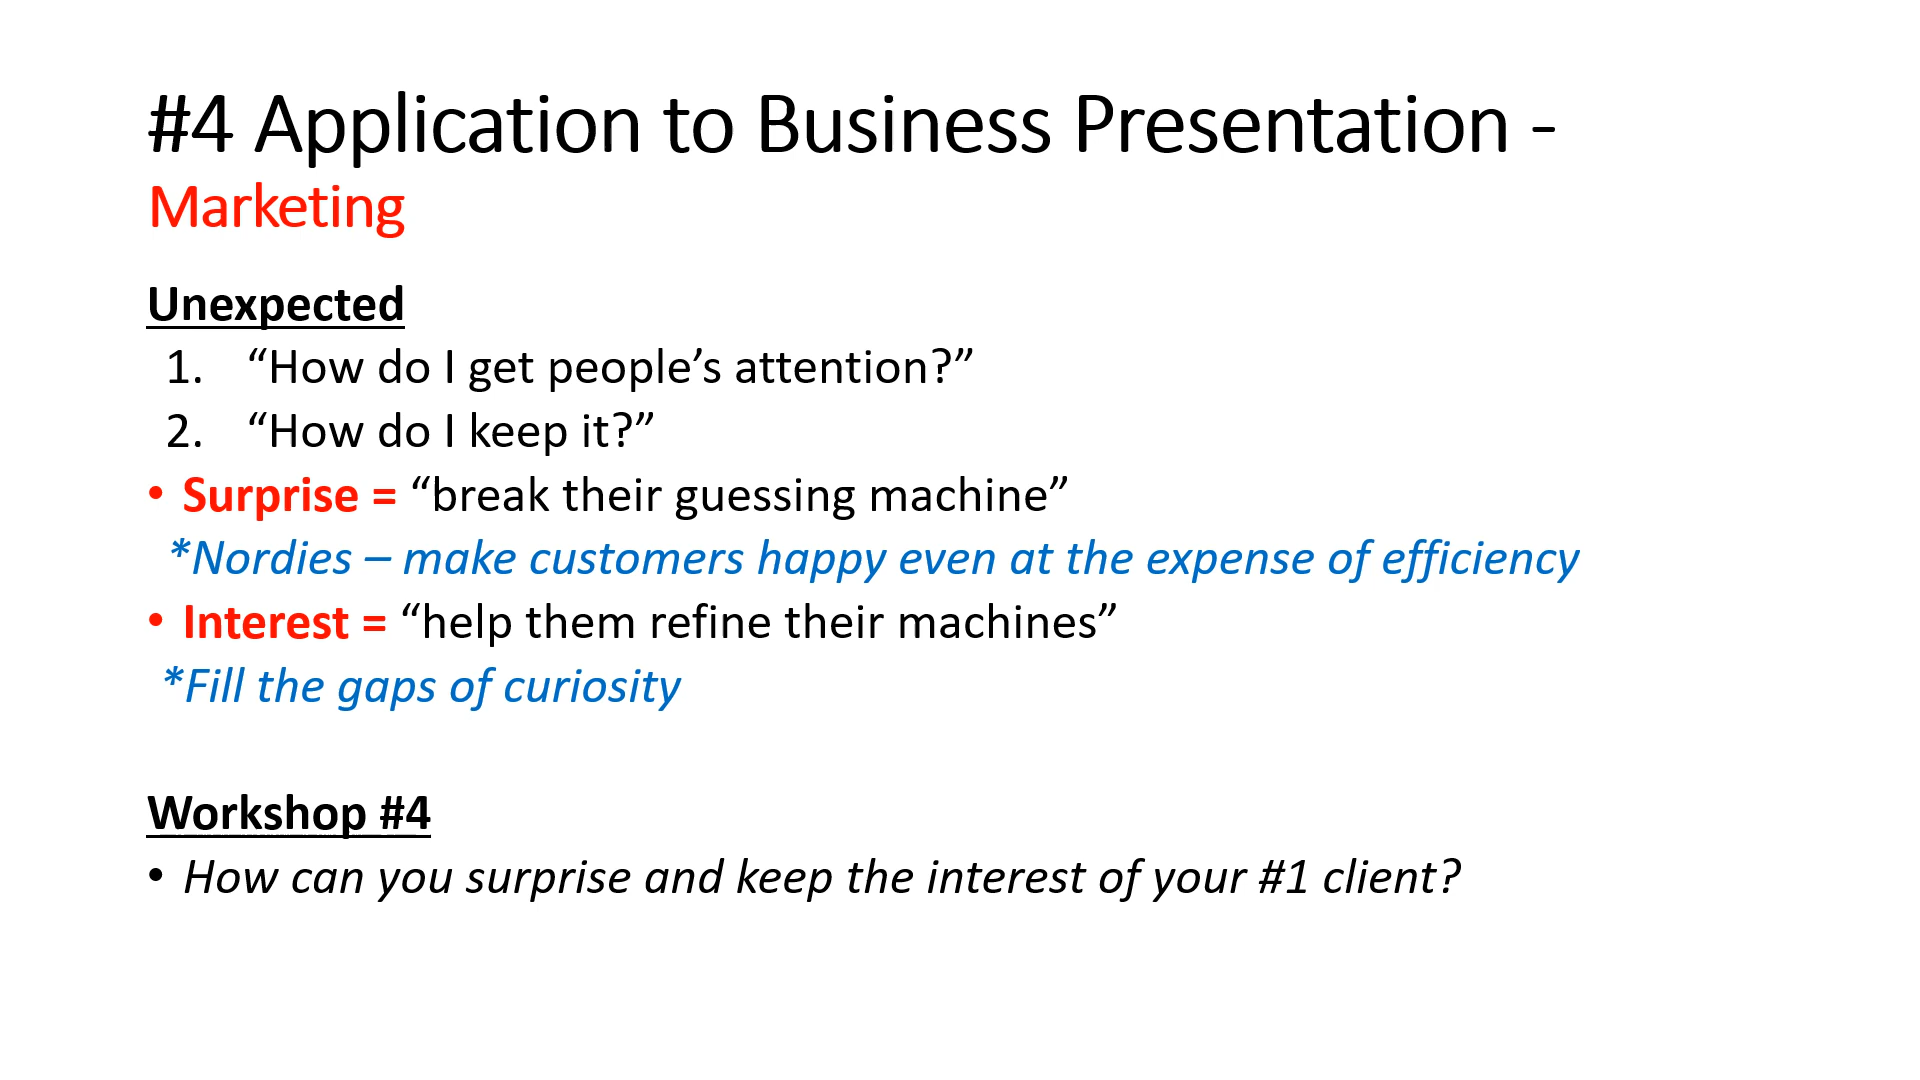 #4 Application to Business Presentation -
Marketing
Unexpected
1. “How do I get people’s attention?”
2. “How do I keep it?”
• Surprise = “break their guessing machine”
*Nordies – make customers happy even at the expense of efficiency
• Interest = “help them refine their machines”
*Fill the gaps of curiosity
Workshop #4
• How can you surprise and keep the interest of your #1 client?